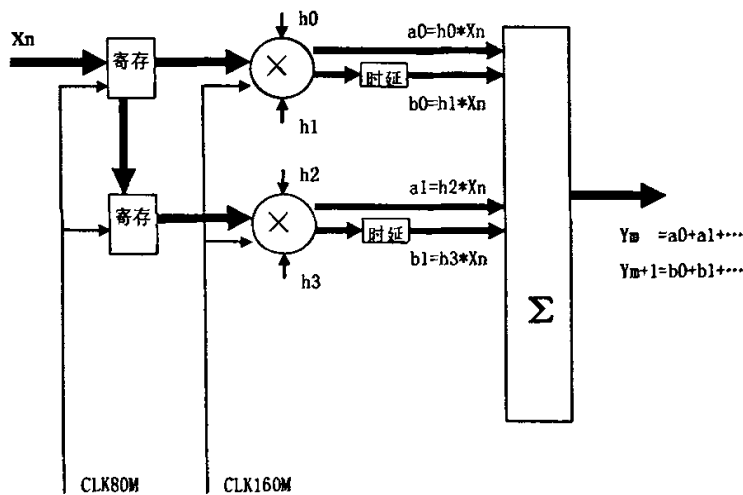 h0
Xn
寄存
×
a0=h0*Xn
时延
b0=h1*Xn
h1
h2
寄存
×
a1=h2*Xn
时延
b1=h3*Xn
h3
Σ
Ym =a0+a1+…
Ym+1=b0+b1+…
CLK80M
CLK160M